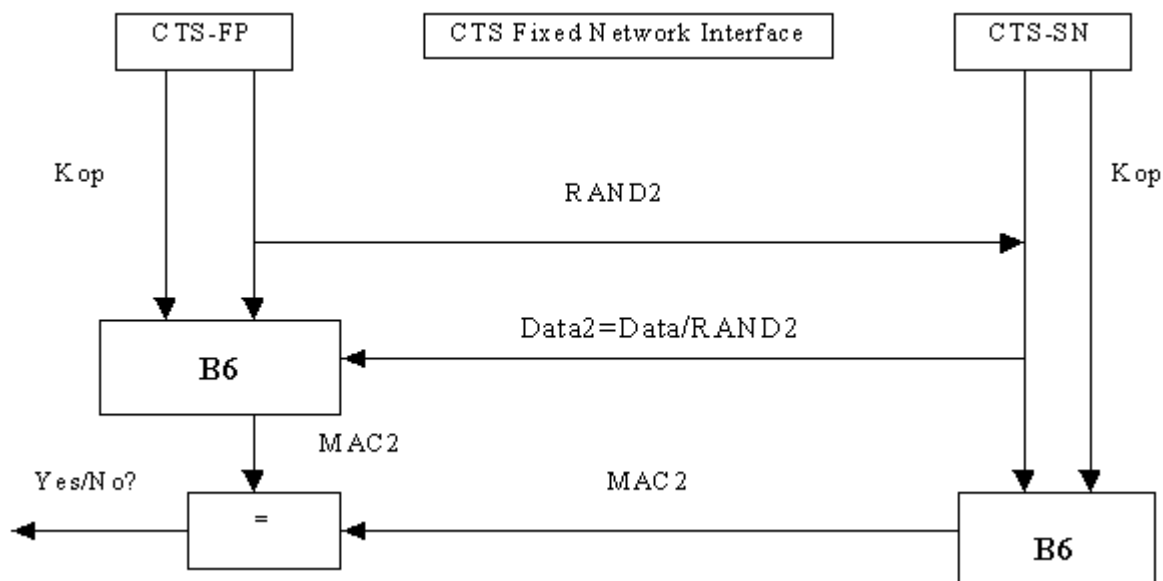 CTS-FP
CTS Fixed Network Interface
CTS-SN
Kop
Kop
RAND2
Data2=Data/RAND2
B6
MAC2
Yes/No?
MAC2
=
B6